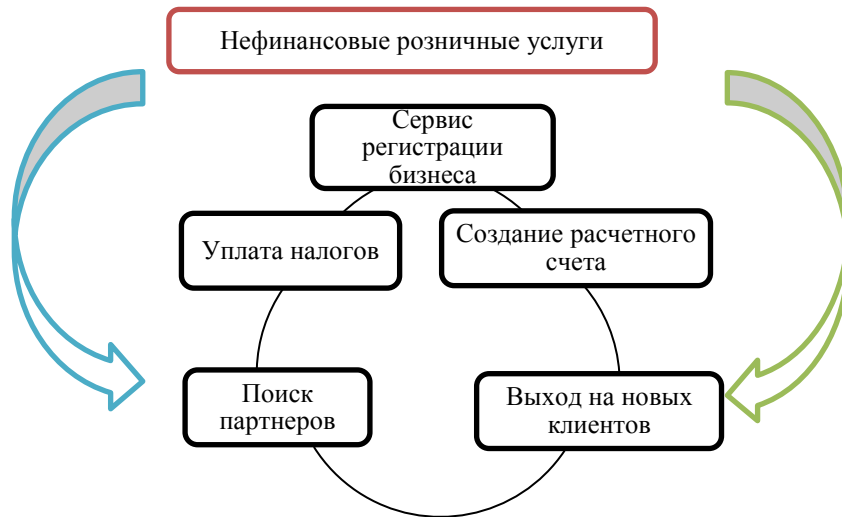 Нефинансовые розничные услуги
Сервис
регистрации
бизнеса
Уплата налогов
Создание расчетного
счета
Поиск
партнеров
Выход на новых
клиентов